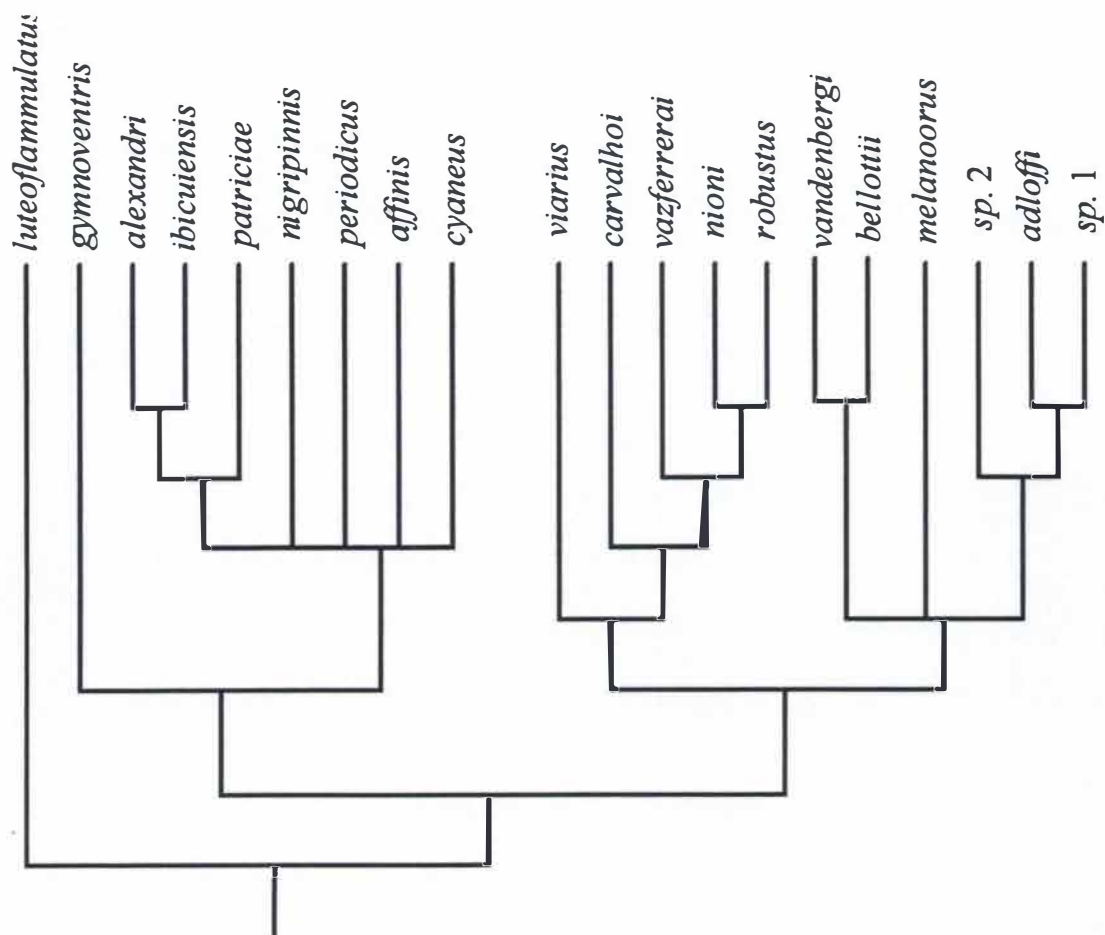 luteoflammulatus
gymnoventris
alexandri
ibicuiensis
patriciae
nigripinnis
periodicus
affinis
cyaneus
viarius
carvalhoi
vazferrerai
nioni
robustus
vandenbergi
bellottii
melanoorus
sp. 2
adloffi
sp. 1